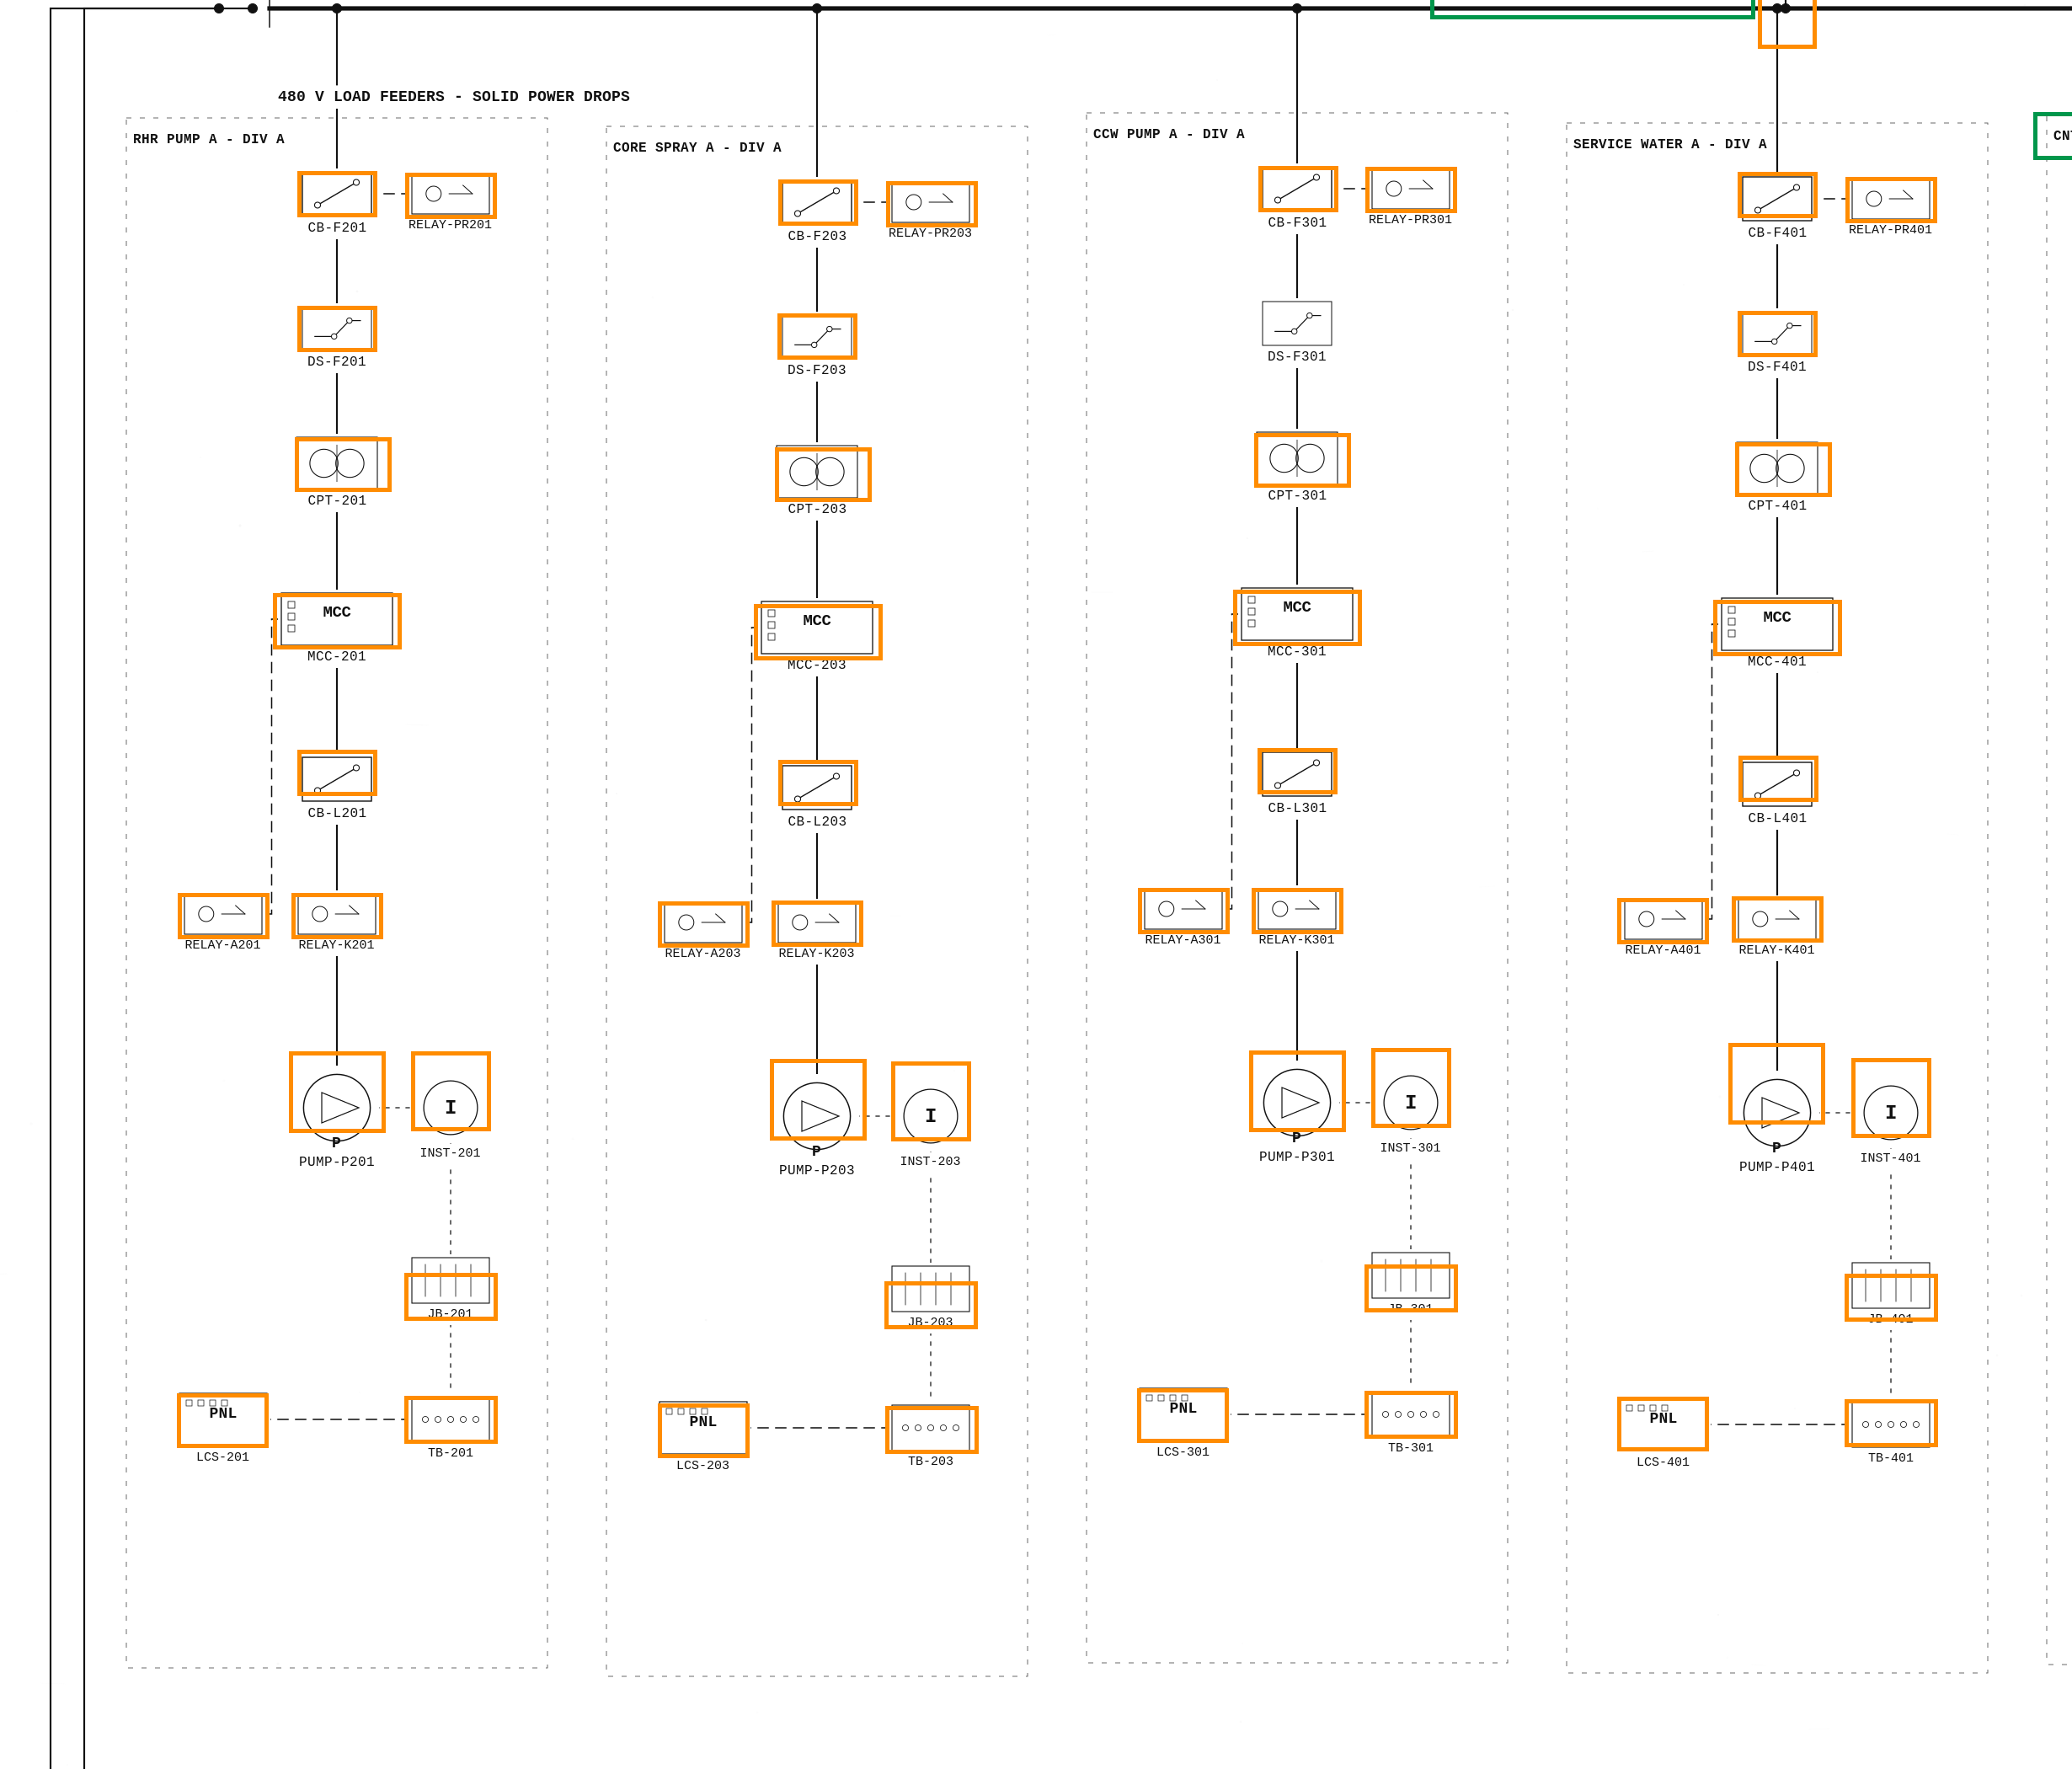 480 V LOAD FEEDERS - SOLID POWER DROPS
RHR PUMP A - DIV A
CB-F201
RELAY-PR201
DS-F201
CPT-201
MCC
MCC-201
CB-L201
RELAY-A201
RELAY-K201
I
P
PUMP-P201
INST-201
JB-201
PNL
LCS-201
TB-201
CORE SPRAY A - DIV A
CB-F203
RELAY-PR203
DS-F203
CPT-203
MCC
MCC-203
CB-L203
RELAY-A203
RELAY-K203
I
P
PUMP-P203
INST-203
JB-203
PNL
LCS-203
TB-203
CCW PUMP A - DIV A
CB-F301
RELAY-PR301
DS-F301
CPT-301
MCC
MCC-301
CB-L301
RELAY-A301
RELAY-K301
I
P
PUMP-P301
INST-301
JB-301
PNL
LCS-301
TB-301
SERVICE WATER A - DIV A
CB-F401
RELAY-PR401
DS-F401
CPT-401
MCC
MCC-401
CB-L401
RELAY-A401
RELAY-K401
I
P
PUMP-P401
INST-401
JB-401
PNL
LCS-401
TB-401